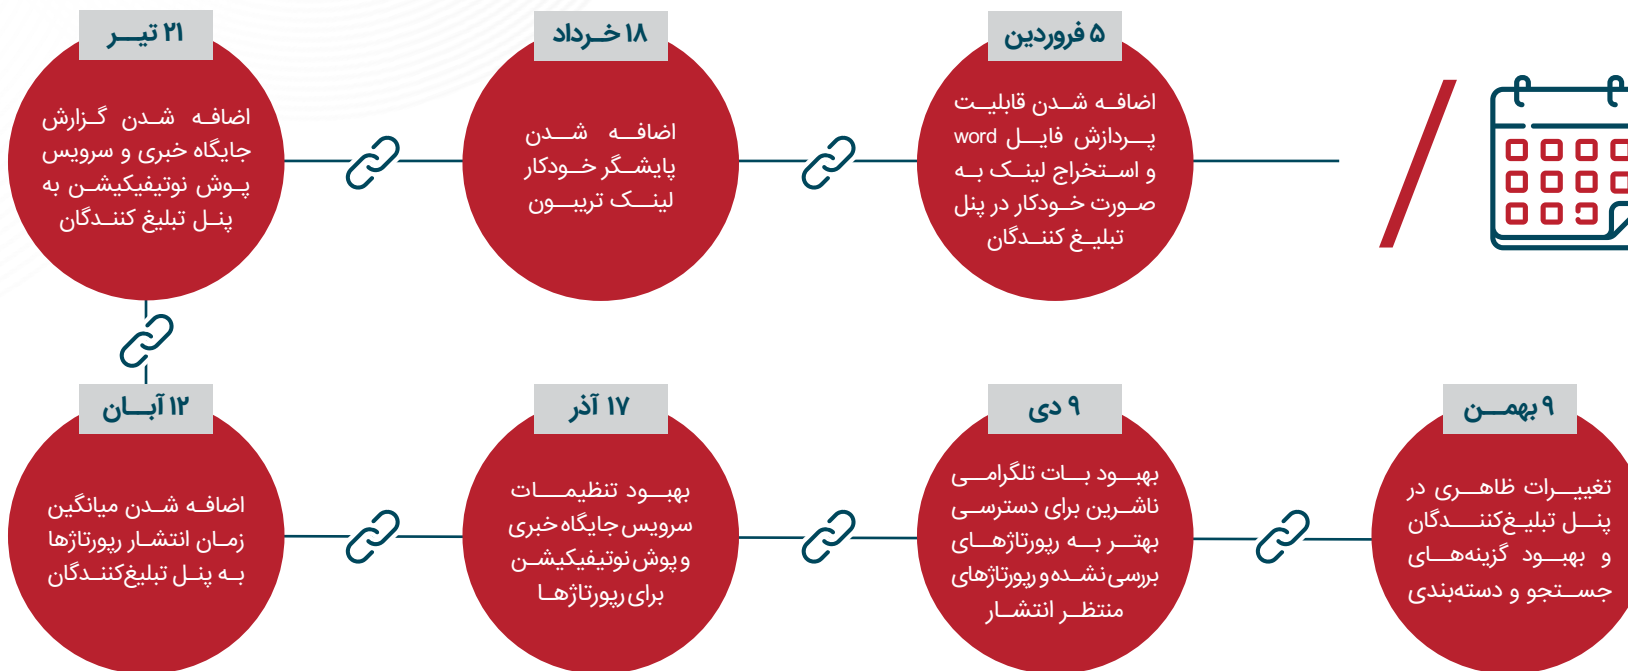 ۵ فروردین
اضافه شدن قابلیت
پردازش فایل word
و استخراج لینک به
صورت خودکار در پنل
تبلیغ کنندگان
۱۸ خرداد
اضافه شدن
پایشگر خودکار
لینک تریبون
۲۱ تیر
اضافه شدن گزارش
جایگاه خبری و سرویس
پوش نوتیفیکیشن به
پنل تبلیغ کنندگان
۱۲ آبان
اضافه شدن میانگین
زمان انتشار رپورتاژها
به پنل تبلیغ‌کنندگان
۱۷ آذر
بهبود تنظیمات
سرویس جایگاه خبری
و پوش نوتیفیکیشن
برای رپورتاژها
۹ دی
بهبود بات تلگرامی
ناشرین برای دسترسی
بهتر به رپورتاژهای
بررسی‌نشده و رپورتاژهای
منتظر انتشار
۹ بهمن
تغییرات ظاهری در
پنل تبلیغ‌کنندگان
و بهبود گزینه‌های
جستجو و دسته‌بندی